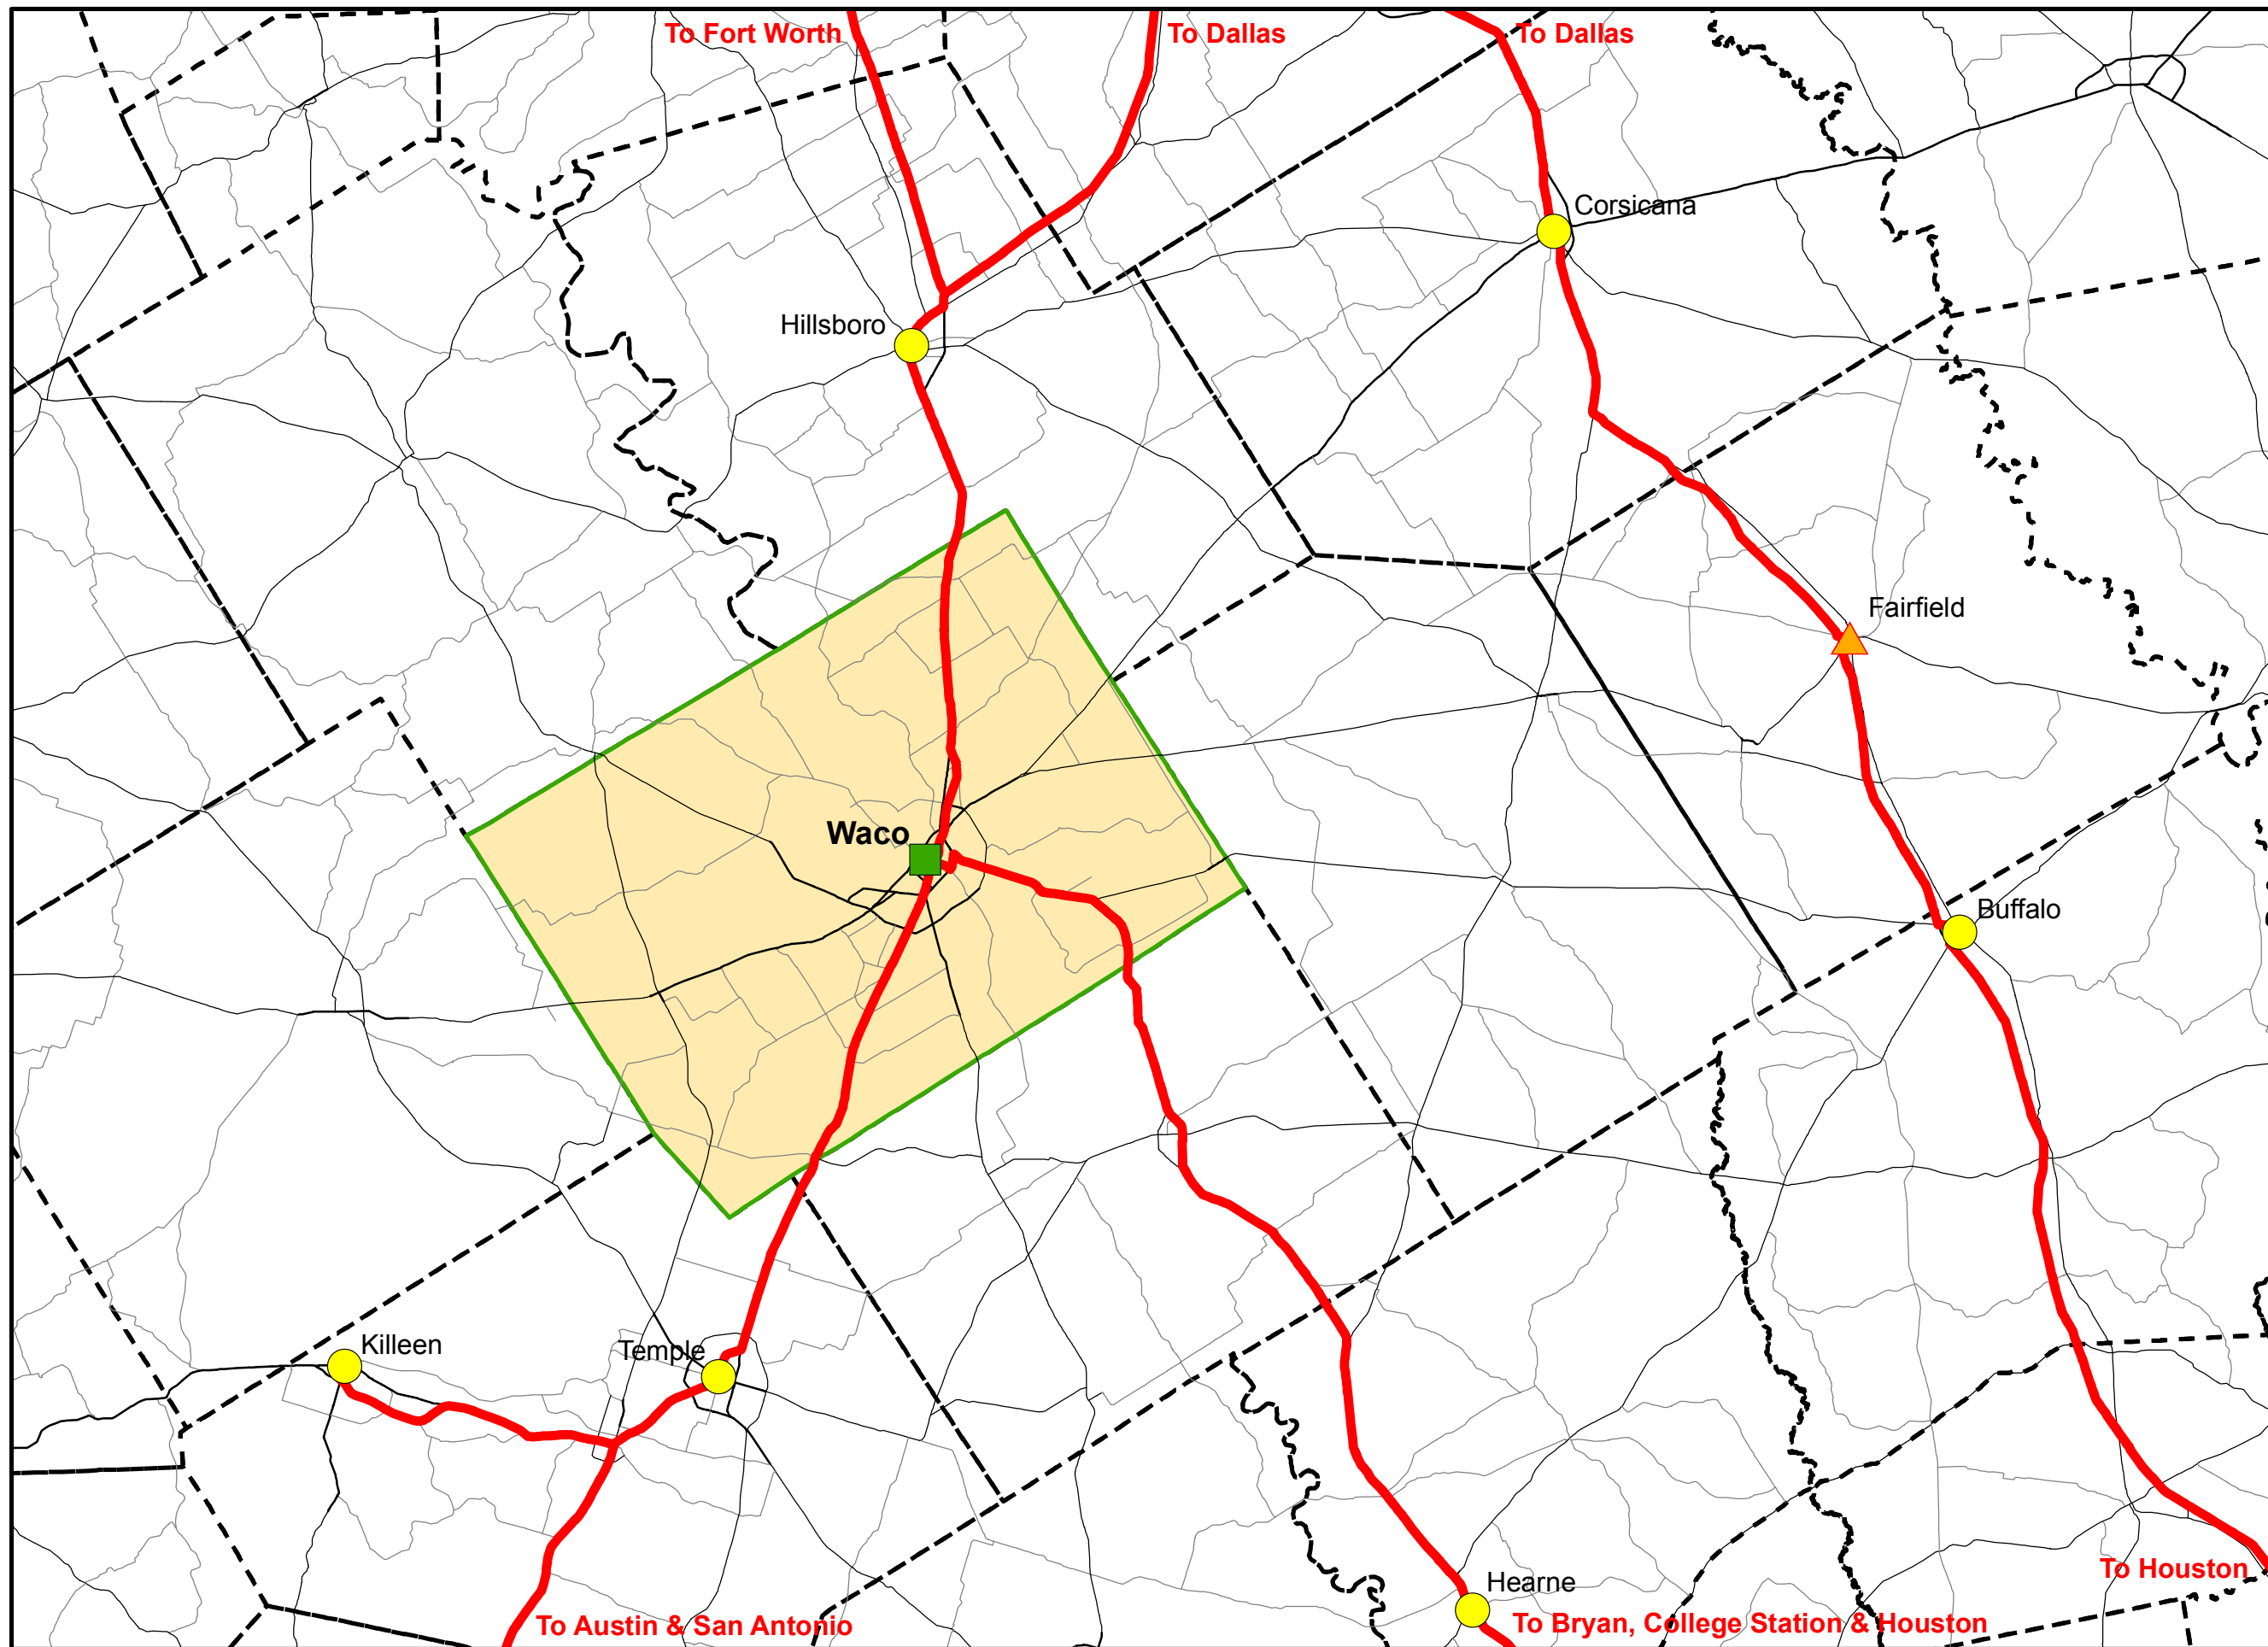 To Fort Worth
To Dallas
To Dallas
Corsicana
Hillsboro
Fairfield
Waco
Buffalo
Killeen
Temple
Hearne
To Houston
To Austin & San Antonio
To Bryan, College Station & Houston